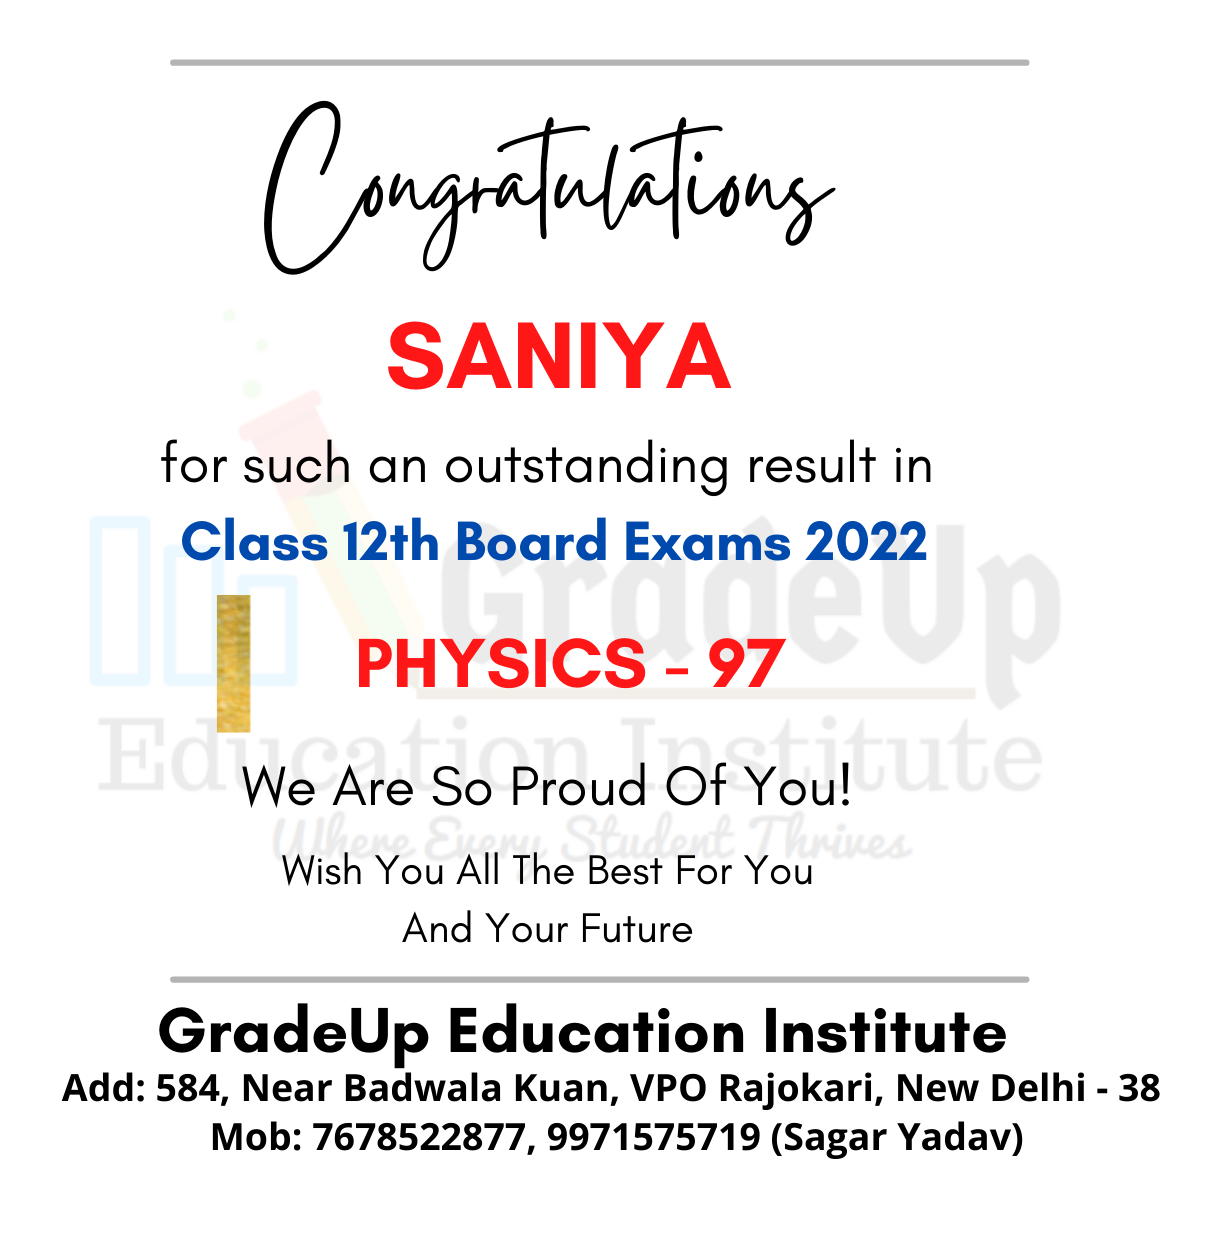 Congratulations
SANIYA
for such an outstanding result in
Class 12th Board Exams 2022
GradeUp
PHYSICS - 97
Education Institute
We Are So Proud Of You!
Where Every Student Thrives
Wish You All The Best For You
And Your Future
GradeUp Education Institute
Add: 584, Near Badwala Kuan, VPO Rajokari, New Delhi - 38
Mob: 7678522877, 9971575719 (Sagar Yadav)